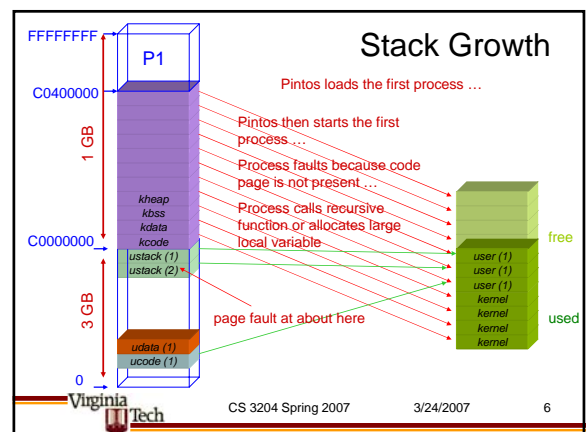 Stack Growth
FFFFFFFF
P1
Pintos loads the first process …
C0400000
1 GB
Pintos then starts the first
process …
Process faults because code
page is not present …
Process calls recursive
function or allocates large
local variable
kheap
kbss
kdata
kcode
free
C0000000
ustack (1)
ustack (2)
user (1)
user (1)
user (1)
kernel
kernel
kernel
kernel
used
3 GB
page fault at about here
udata (1)
ucode (1)
0
Virginia
Tech
CS 3204 Spring 2007
3/24/2007
6